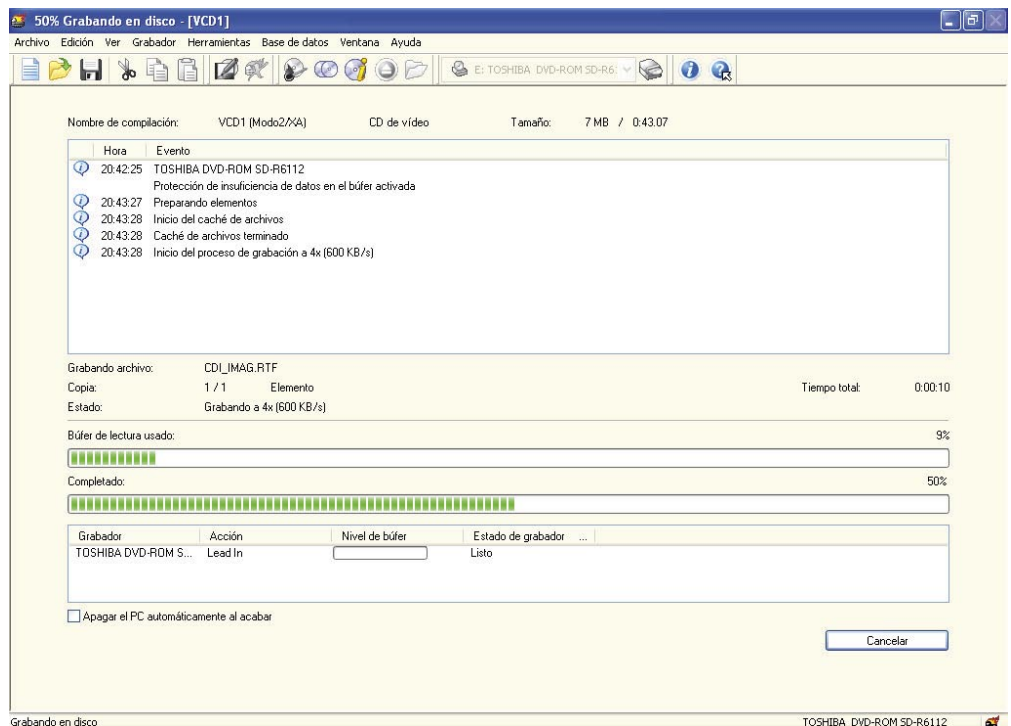 50% Grabando en disco - [VCD1]
Archivo Edición Ver Grabador Herramientas Base de datos Ventana Ayuda
E: TOSHIBA DVD-ROM SD-R6
Nombre de compilación: VCD1 (Modo2/XA) CD de vídeo Tamaño: 7 MB / 0:43.07
Hora Evento
20:42:25 TOSHIBA DVD-ROM SD-R6112
Protección de insuficiencia de datos en el búfer activada
20:43:27 Preparando elementos
20:43:28 Inicio del caché de archivos
20:43:28 Caché de archivos terminado
20:43:28 Inicio del proceso de grabación a 4x (600 KB/s)
Grabando archivo: CDI_IMAG.RTF
Copia: 1 / 1 Elemento Tiempo total: 0:00:10
Estado: Grabando a 4x (600 KB/s)
Búfer de lectura usado: 9%
Completado: 50%
Grabador Acción Nivel de búfer Estado de grabador ...
TOSHIBA DVD-ROM S... Lead In Listo
Apagar el PC automáticamente al acabar
Cancelar
Grabando en disco TOSHIBA DVD-ROM SD-R6112